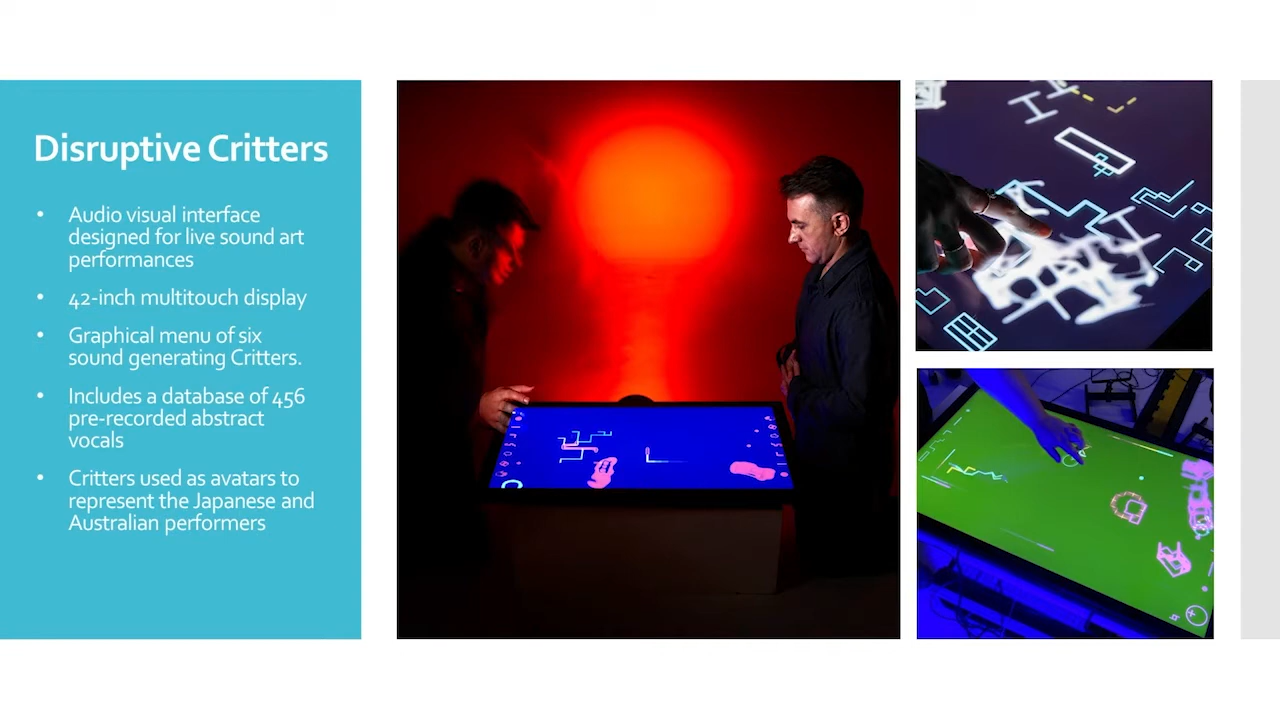 Disruptive Critters
• Audio visual interface
designed for live sound art
performances
• 42-inch multitouch display
• Graphical menu of six
sound generating Critters.
• Includes a database of 456
pre-recorded abstract
vocals
• Critters used as avatars to
represent the Japanese and
Australian performers